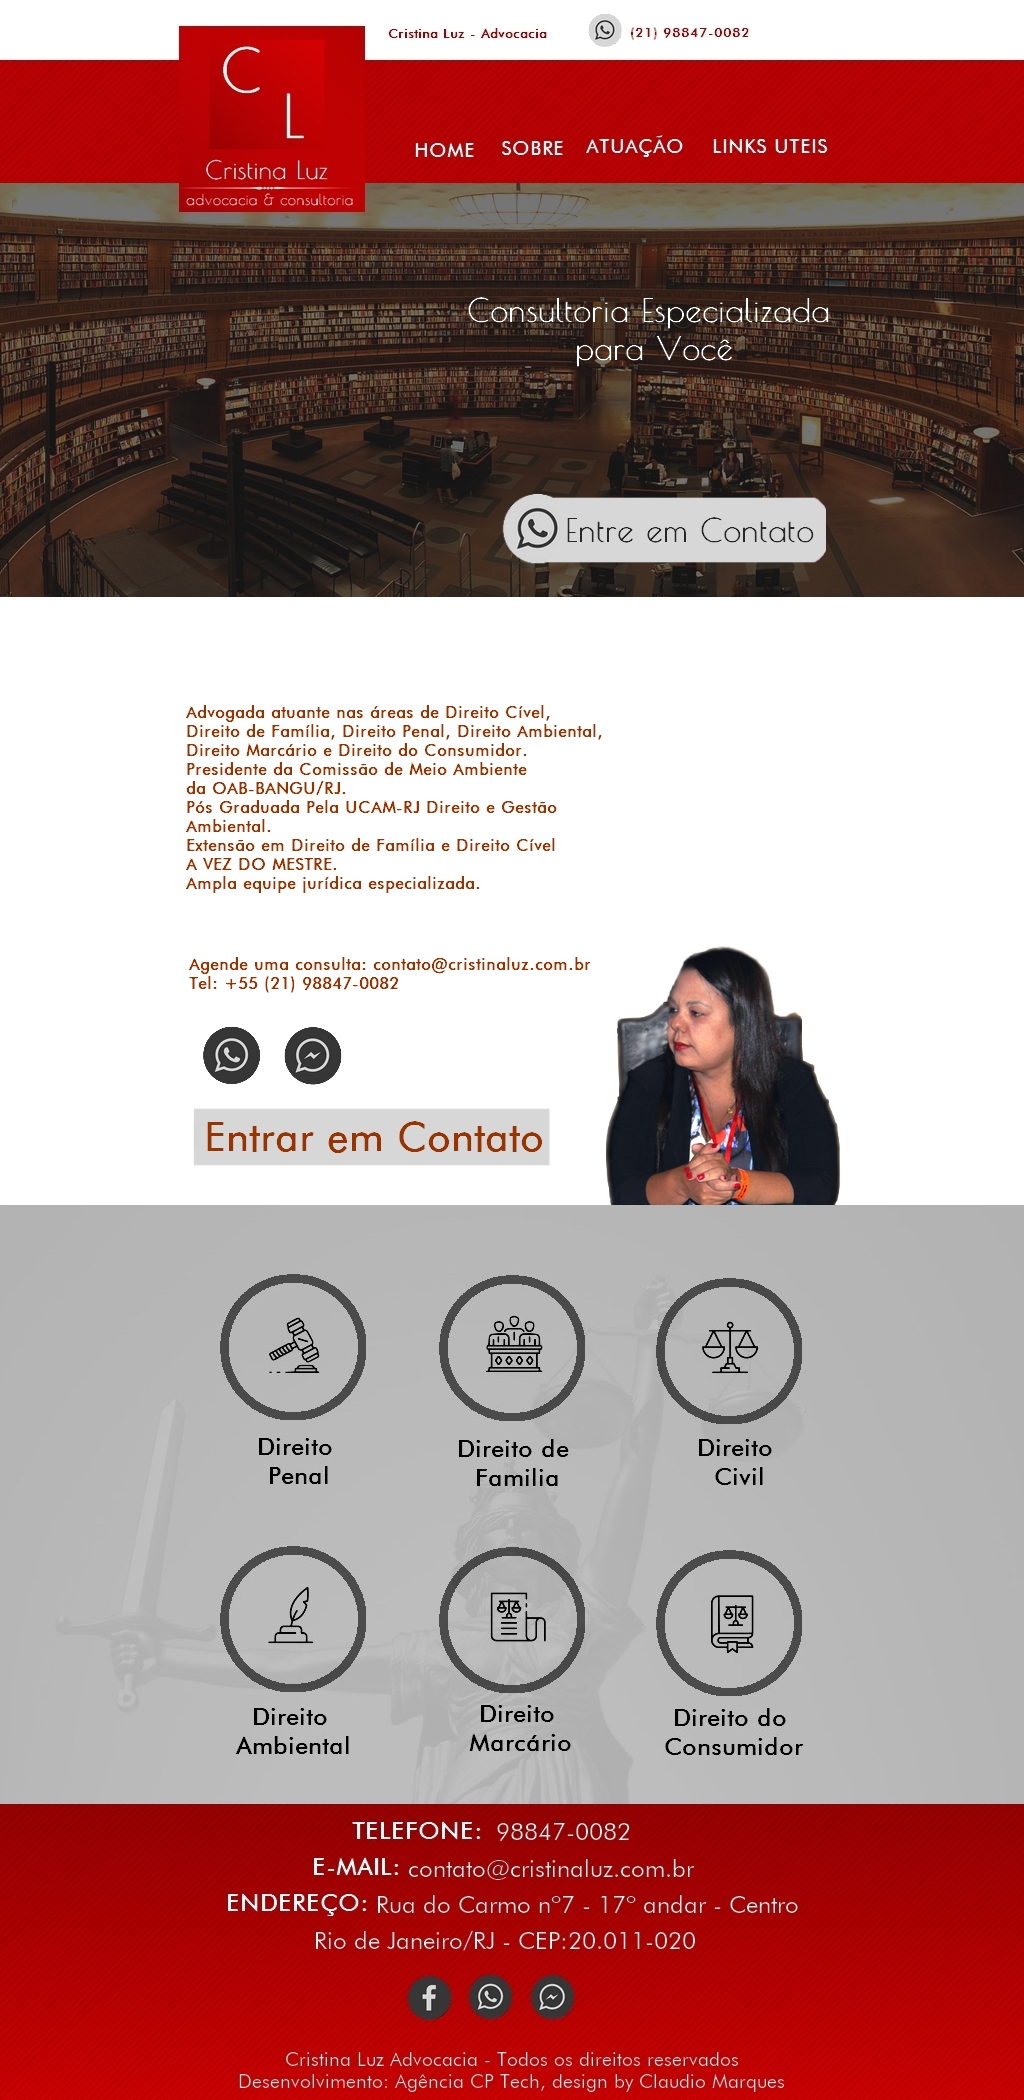 Cristina Luz - Advocacia
(21) 98847-0082
C
L
Cristina Luz
advocacia & consultoria
HOME
SOBRE
ATUAÇÃO
LINKS UTEIS
Consultoria Especializada
para Você
Entre em Contato
Advogada atuante nas áreas de Direito Cível,
Direito de Família, Direito Penal, Direito Ambiental,
Direito Marcário e Direito do Consumidor.
Presidente da Comissão de Meio Ambiente
da OAB-BANGU/RJ.
Pós Graduada Pela UCAM-RJ Direito e Gestão
Ambiental.
Extensão em Direito de Família e Direito Cível
A VEZ DO MESTRE.
Ampla equipe jurídica especializada.
Agende uma consulta: contato@cristinaluz.com.br
Tel: +55 (21) 98847-0082
Entrar em Contato
Direito
Penal
Direito de
Familia
Direito
Civil
Direito
Ambiental
Direito
Marcário
Direito do
Consumidor
TELEFONE: 98847-0082
E-MAIL: contato@cristinaluz.com.br
ENDEREÇO: Rua do Carmo nº7 - 17º andar - Centro
Rio de Janeiro/RJ - CEP:20.011-020
Cristina Luz Advocacia - Todos os direitos reservados
Desenvolvimento: Agência CP Tech, design by Claudio Marques